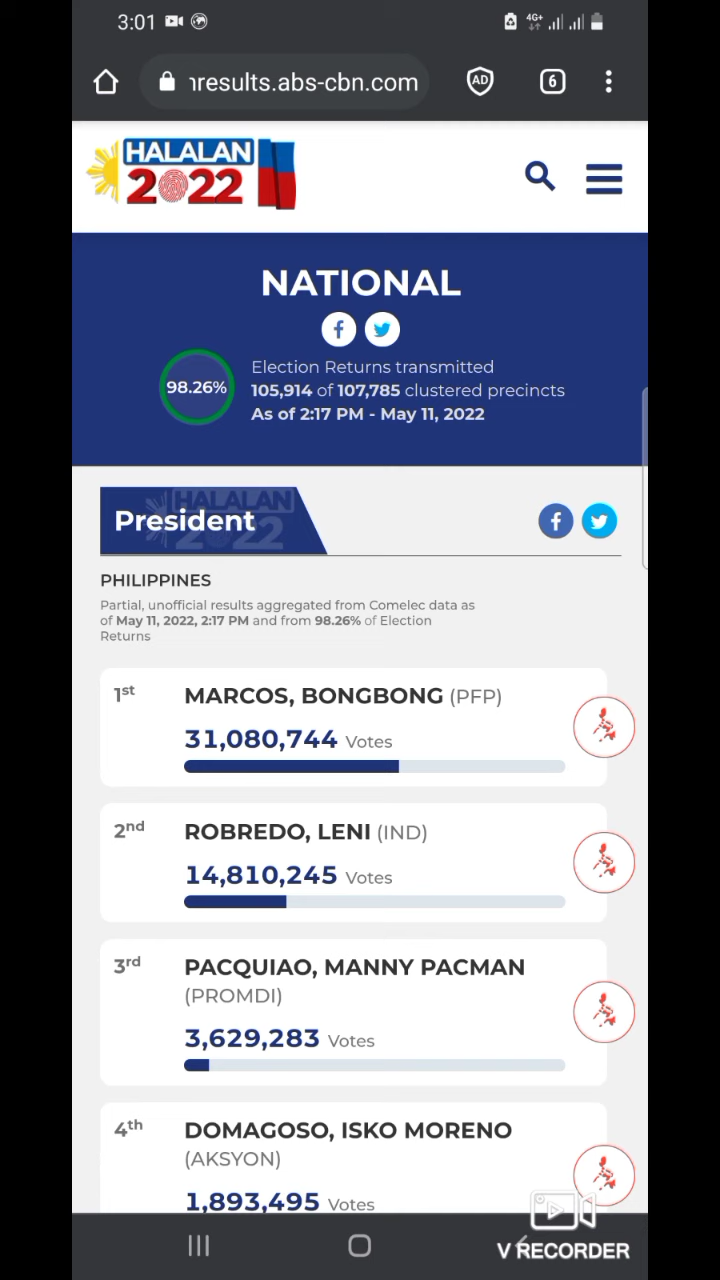 3:01
4G+
nresults.abs-cbn.com
AD
6
HALALAN
2022
NATIONAL
98.26%
Election Returns transmitted
105,914 of 107,785 clustered precincts
As of 2:17 PM - May 11, 2022
HALALAN
2022
President
PHILIPPINES
Partial, unofficial results aggregated from Comelec data as
of May 11, 2022, 2:17 PM and from 98.26% of Election
Returns
1st
MARCOS, BONGBONG (PFP)
31,080,744 Votes
2nd
ROBREDO, LENI (IND)
14,810,245 Votes
3rd
PACQUIAO, MANNY PACMAN
(PROMDI)
3,629,283 Votes
4th
DOMAGOSO, ISKO MORENO
(AKSYON)
1,893,495 Votes
V RECORDER